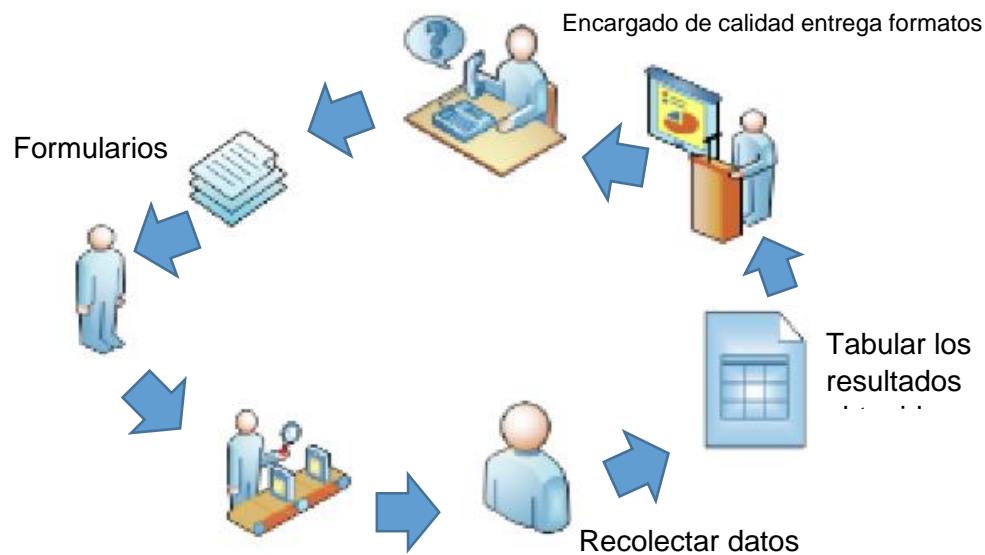 Encargado de calidad entrega formatos
Formularios
Tabular los
resultados
Recolectar datos